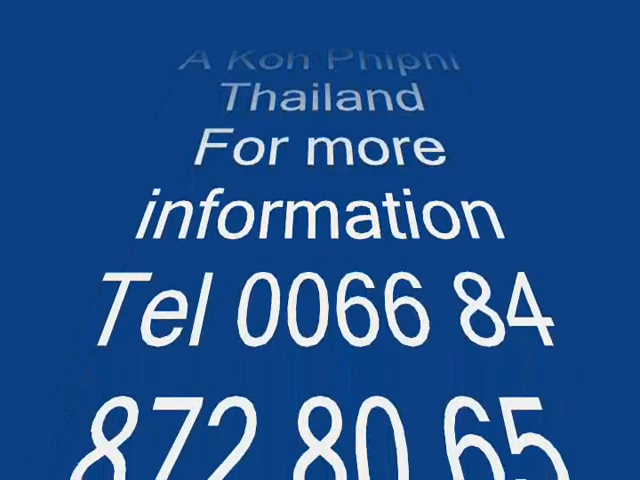 A Koh Phiphi
Thailand
For more
information
Tel 0066 84
872 80 65